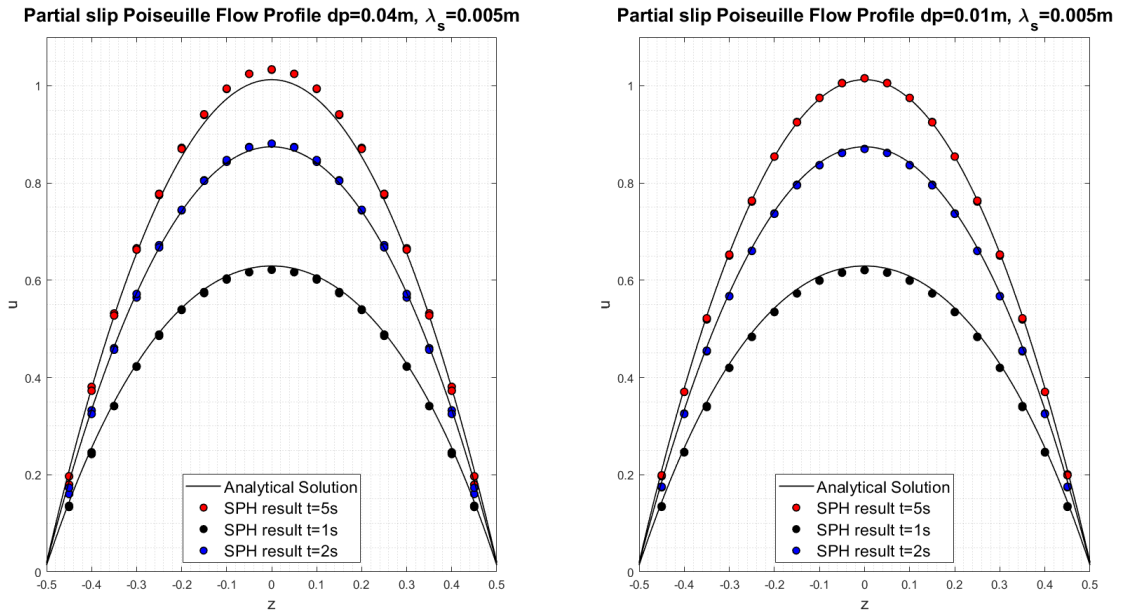 Partial slip Poiseuille Flow Profile dp=0.04m, λs=0.005m
u
1
0.8
0.6
0.4
0.2
0
-0.5 -0.4 -0.3 -0.2 -0.1 0 0.1 0.2 0.3 0.4 0.5
z
Analytical Solution
SPH result t=5s
SPH result t=1s
SPH result t=2s
Partial slip Poiseuille Flow Profile dp=0.01m, λs=0.005m
u
1
0.8
0.6
0.4
0.2
0
-0.5 -0.4 -0.3 -0.2 -0.1 0 0.1 0.2 0.3 0.4 0.5
z
Analytical Solution
SPH result t=5s
SPH result t=1s
SPH result t=2s